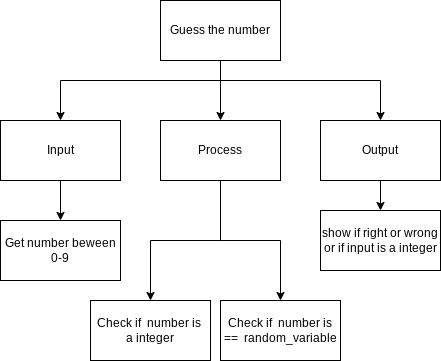 Guess the number
Input
Process
Output
Get number beween
0-9
show if right or wrong
or if input is a integer
Check if number is
a integer
Check if number is
== random_variable